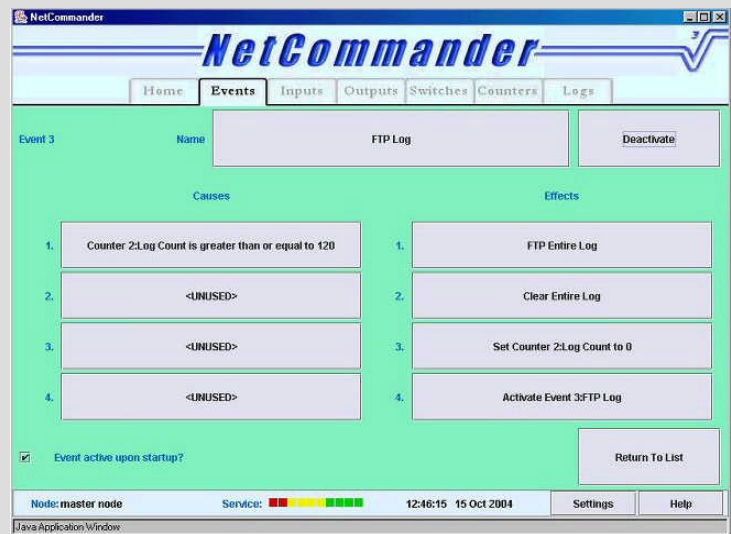 NetCommander
NetCommander
3
Home Events Inputs Outputs Switches Counters Logs
Event 3 Name FTP Log Deactivate
Causes Effects
1. Counter 2:Log Count is greater than or equal to 120 1. FTP Entire Log
2. <UNUSED> 2. Clear Entire Log
3. <UNUSED> 3. Set Counter 2:Log Count to 0
4. <UNUSED> 4. Activate Event 3:FTP Log
Event active upon startup? Return To List
Node: master node Service: 12:46:15 15 Oct 2004 Settings Help
Java Application Window